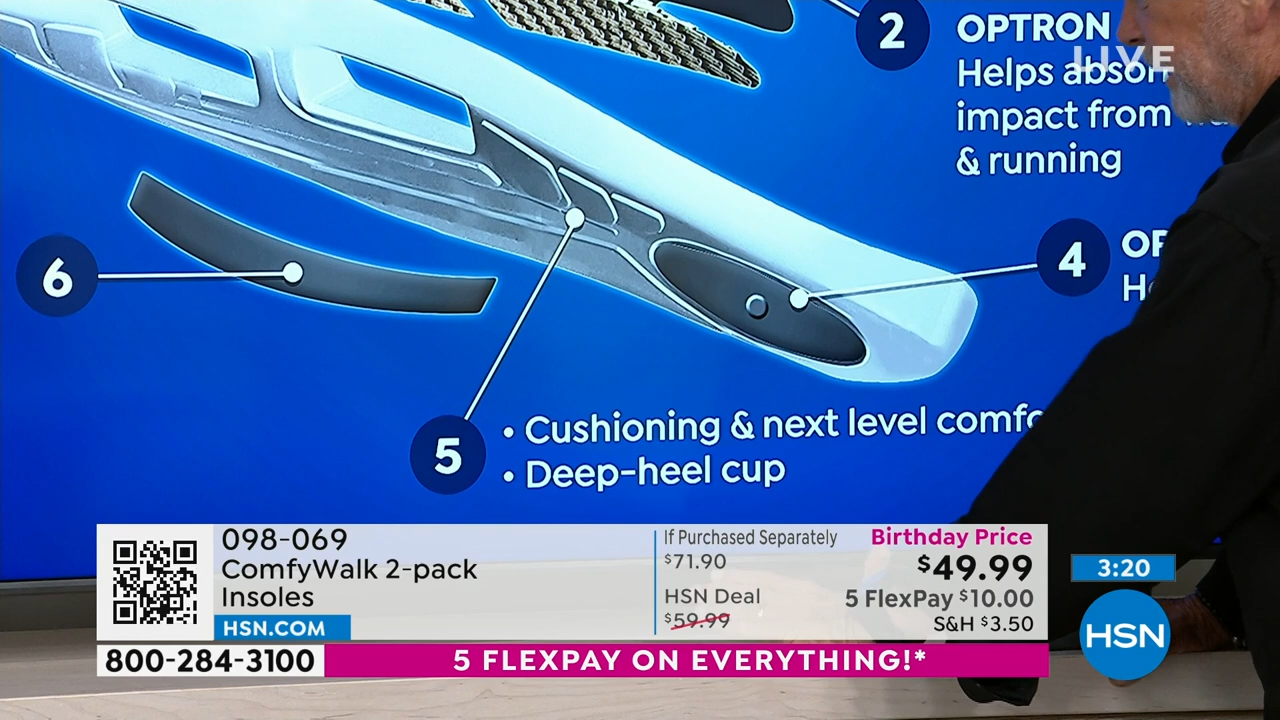 2
OPTRON
LIVE
Helps absor
impact from
& running
4
OP
6
5
• Cushioning & next level comfo
• Deep-heel cup
098-069
ComfyWalk 2-pack
Insoles
HSN.COM
If Purchased Separately
$71.90
HSN Deal
$59.99
Birthday Price
$49.99
5 FlexPay $10.00
S&H $3.50
3:20
HSN
800-284-3100
5 FLEXPAY ON EVERYTHING!*